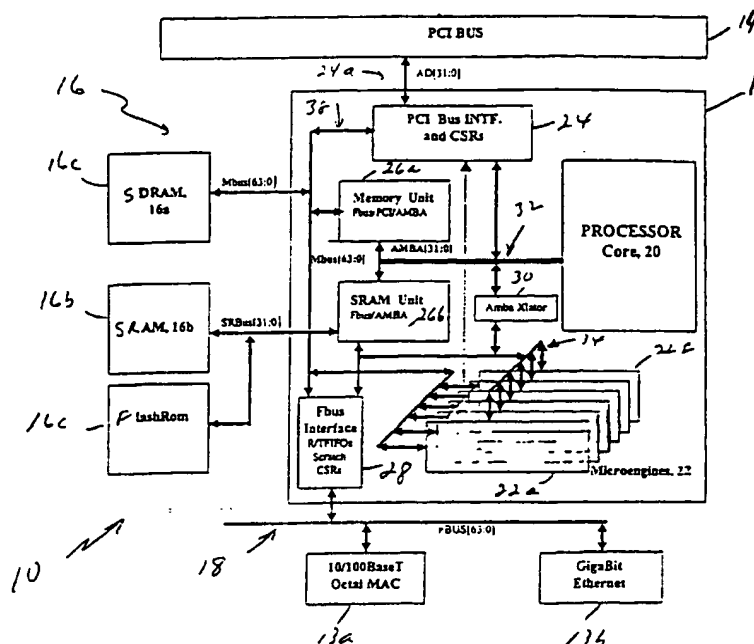 PCI BUS
14
24a
AD[31:0]
16
38
PCI Bus INTF.
and CSRs
24
16c
SDRAM,
16a
Mbus[63:0]
26a
Memory Unit
Fbus/PCI/AMBA
32
PROCESSOR
Core, 20
AMBA[31:0]
Mbus[63:0]
30
Amba Xlator
16b
SRAM, 16b
SRBus[31:0]
SRAM Unit
Fbus/AMBA
26b
34
22f
16c
FlashRom
Fbus
Interface
R/TFIFOs
Scratch
CSRs
28
22a
Microengines, 22
10
18
FBUS[63:0]
10/100BaseT
Octal MAC
13a
GigaBit
Ethernet
13b